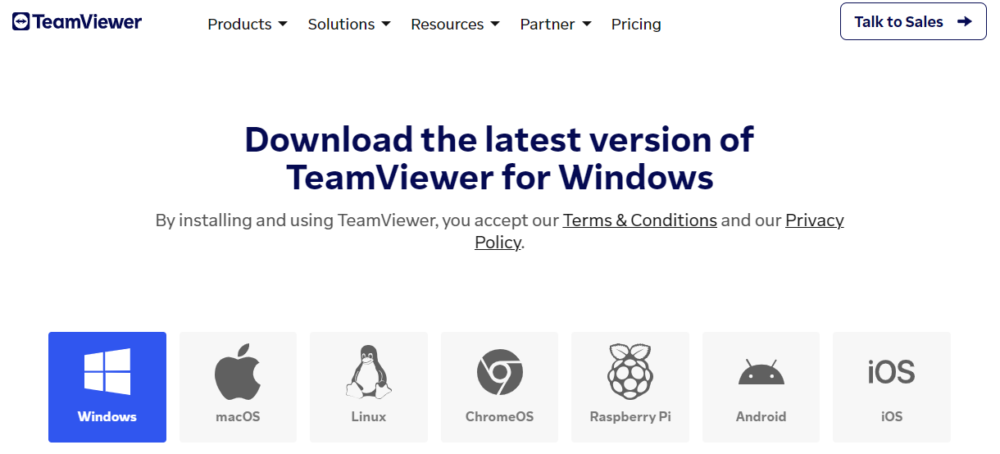 TeamViewer
Products Solutions Resources Partner Pricing
Talk to Sales
Download the latest version of
TeamViewer for Windows
By installing and using TeamViewer, you accept our Terms & Conditions and our Privacy
Policy.
iOS
Windows macOS Linux ChromeOS Raspberry Pi Android iOS